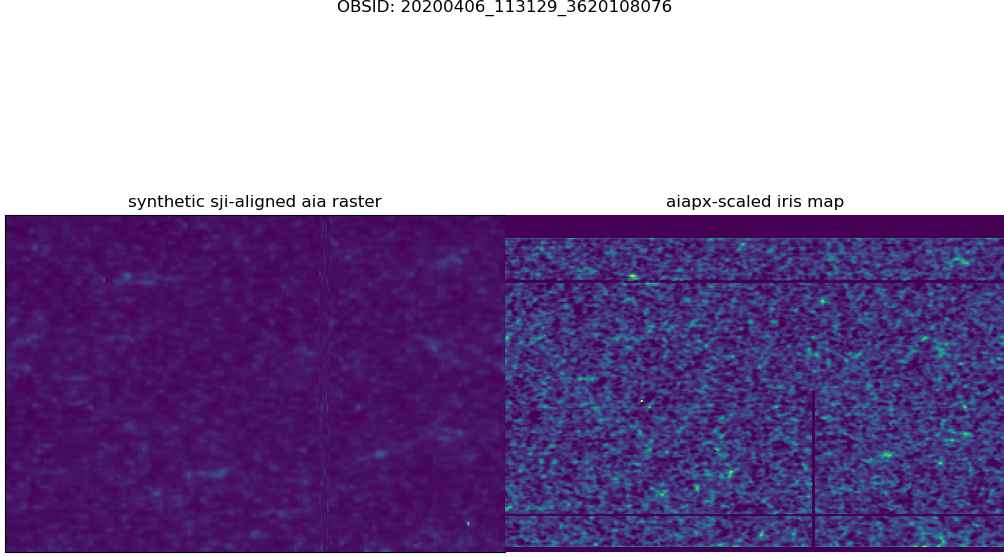 OBSID: 20200406_113129_3620108076
synthetic sji-aligned aia raster
aiapx-scaled iris map